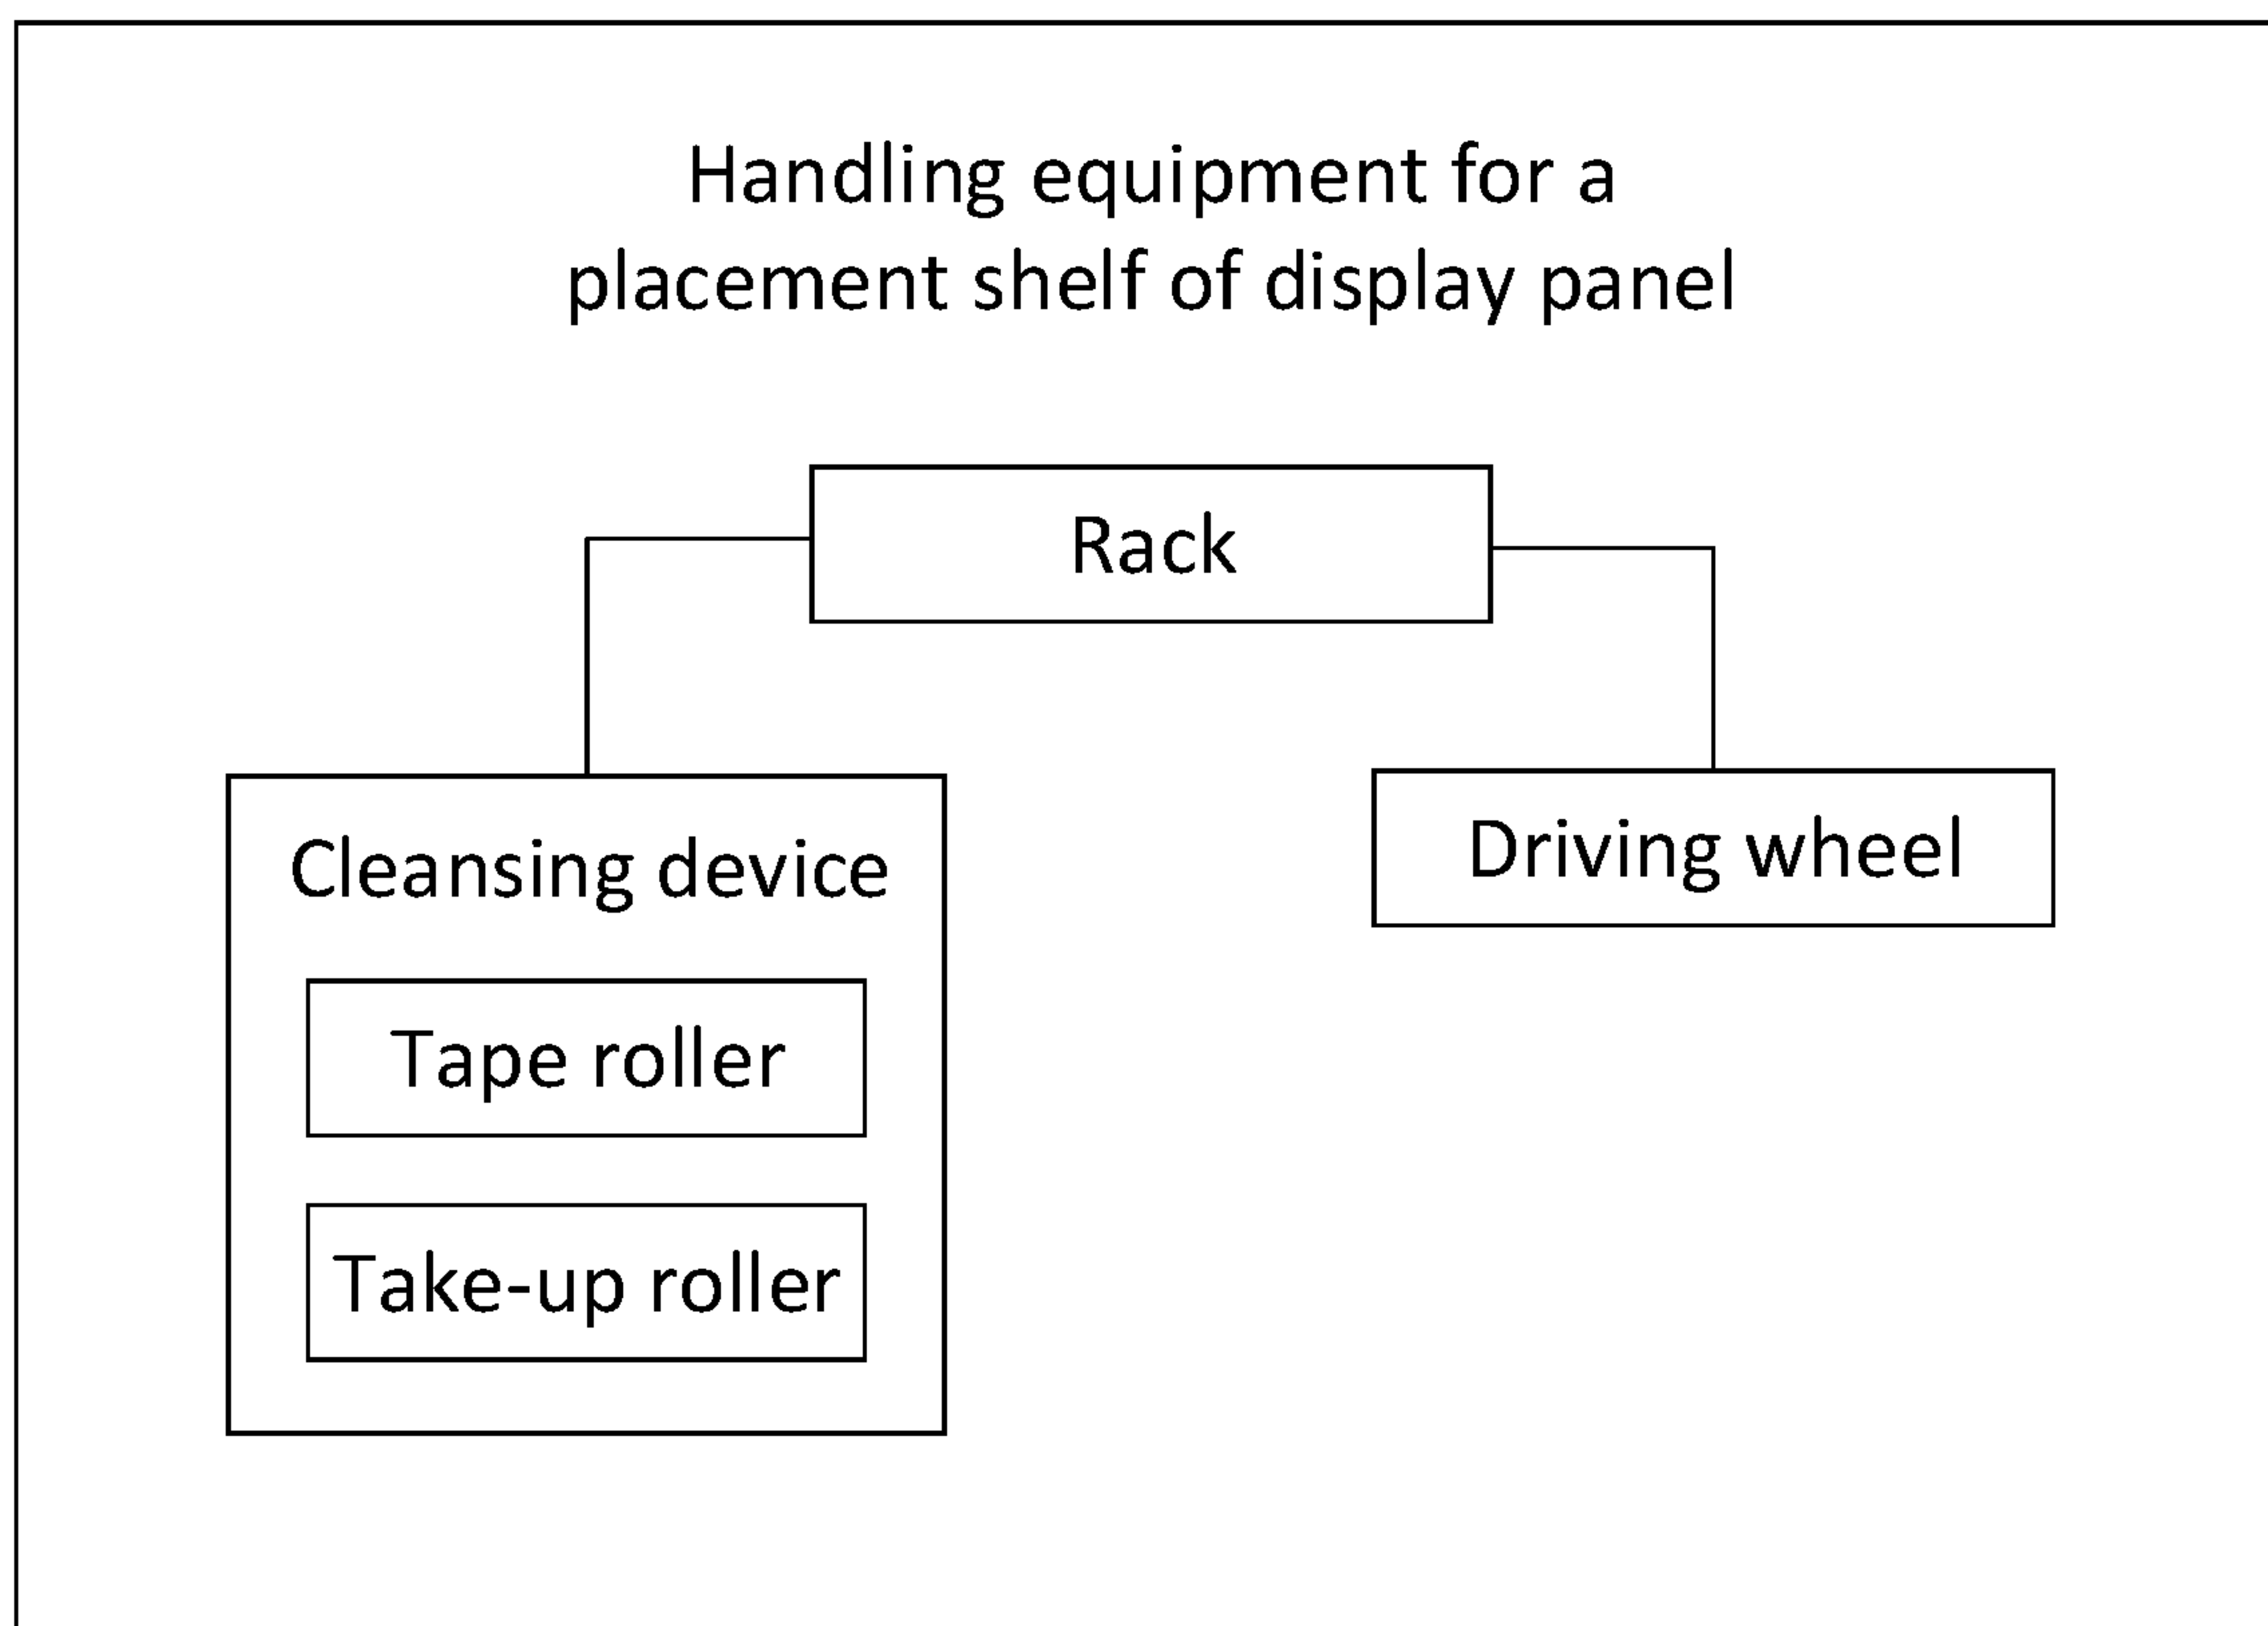 Handling equipment for a
placement shelf of display panel
Rack
Cleansing device
Driving wheel
Tape roller
Take-up roller